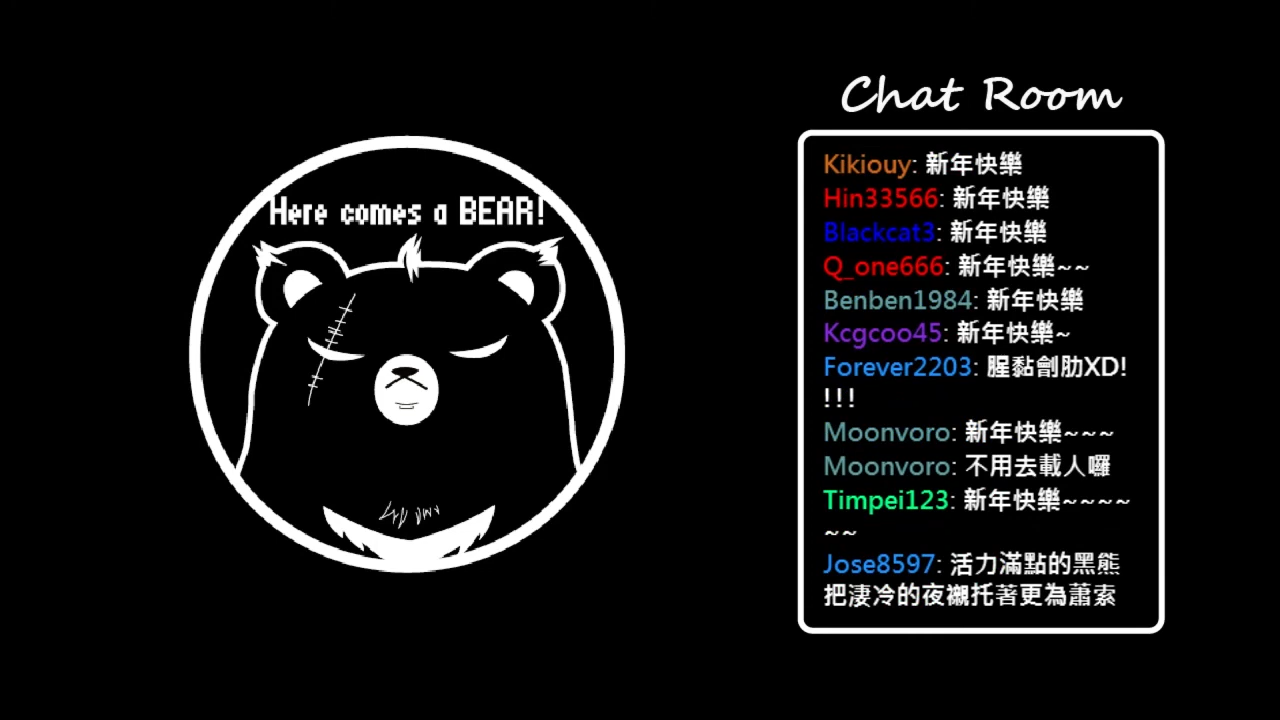 Chat Room
Here comes a BEAR!
Kikiouy: 新年快樂
Hin33566: 新年快樂
Blackcat3: 新年快樂
Q_one666: 新年快樂~~
Benben1984: 新年快樂
Kcgcoo45: 新年快樂~
Forever2203: 腥黏劊肋XD!
!!!
Moonvoro: 新年快樂~~~
Moonvoro: 不用去載人囉
Timpei123: 新年快樂~~~~
~~
Jose8597: 活力滿點的黑熊
把淒冷的夜襯托著更為蕭索